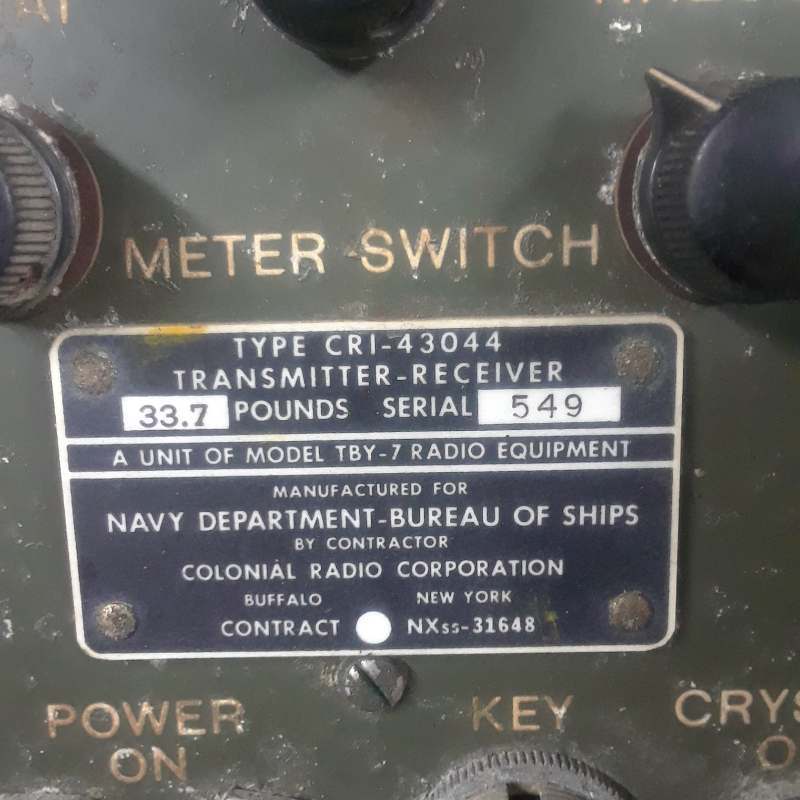 METER SWITCH
TYPE CRI-43044
TRANSMITTER-RECEIVER
33.7 POUNDS SERIAL 549
A UNIT OF MODEL TBY-7 RADIO EQUIPMENT
MANUFACTURED FOR
NAVY DEPARTMENT-BUREAU OF SHIPS
BY CONTRACTOR
COLONIAL RADIO CORPORATION
BUFFALO NEW YORK
CONTRACT NXss-31648
POWER KEY CRYS
ON O